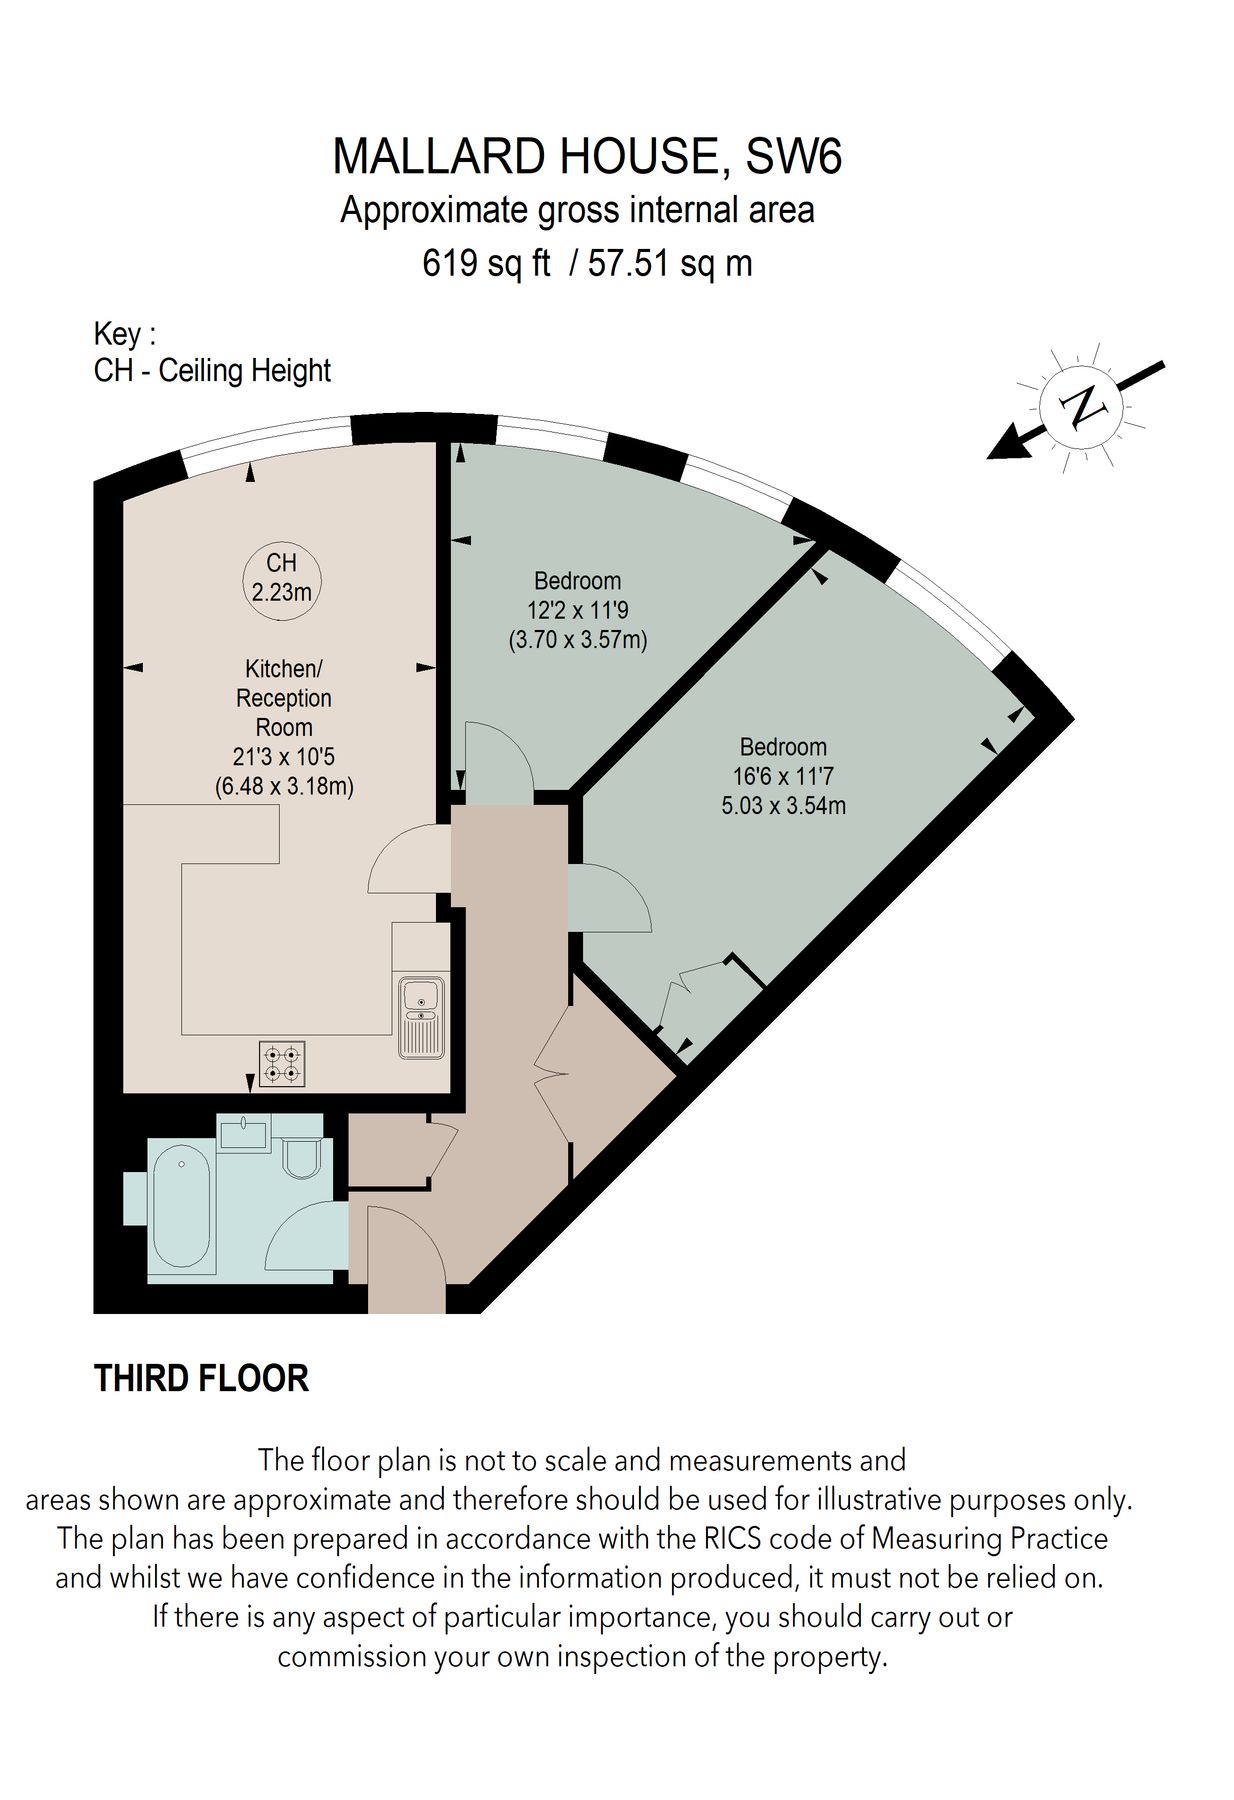 MALLARD HOUSE, SW6
Approximate gross internal area
619 sq ft / 57.51 sq m
Key :
CH - Ceiling Height
N
CH
2.23m
Kitchen/
Reception
Room
21'3 x 10'5
(6.48 x 3.18m)
Bedroom
12'2 x 11'9
(3.70 x 3.57m)
Bedroom
16'6 x 11'7
5.03 x 3.54m
THIRD FLOOR
The floor plan is not to scale and measurements and
areas shown are approximate and therefore should be used for illustrative purposes only.
The plan has been prepared in accordance with the RICS code of Measuring Practice
and whilst we have confidence in the information produced, it must not be relied on.
If there is any aspect of particular importance, you should carry out or
commission your own inspection of the property.